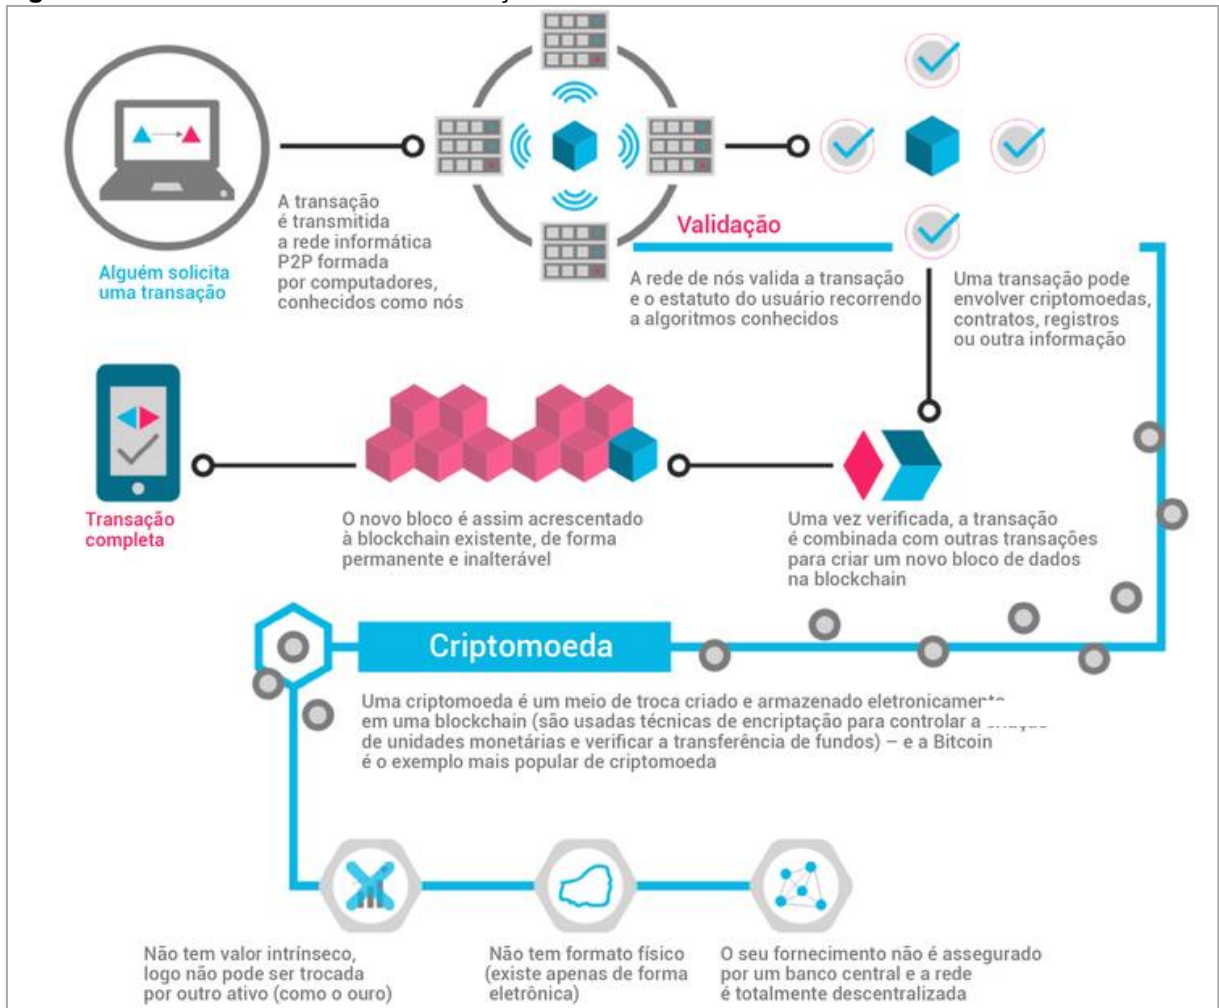 Alguém solicita
uma transação
A transação
é transmitida
a rede informática
P2P formada
por computadores,
conhecidos como nós
Validação
A rede de nós valida a transação
e o estatuto do usuário recorrendo
a algoritmos conhecidos
Uma transação pode
envolver criptomoedas,
contratos, registros
ou outra informação
Transação
completa
O novo bloco é assim acrescentado
à blockchain existente, de forma
permanente e inalterável
Uma vez verificada, a transação
é combinada com outras transações
para criar um novo bloco de dados
na blockchain
Criptomoeda
Uma criptomoeda é um meio de troca criado e armazenado eletronicamente
em uma blockchain (são usadas técnicas de encriptação para controlar a
de unidades monetárias e verificar a transferência de fundos) – e a Bitcoin
é o exemplo mais popular de criptomoeda
Não tem valor intrínseco,
logo não pode ser trocada
por outro ativo (como o ouro)
Não tem formato físico
(existe apenas de forma
eletrônica)
O seu fornecimento não é assegurado
por um banco central e a rede
é totalmente descentralizada